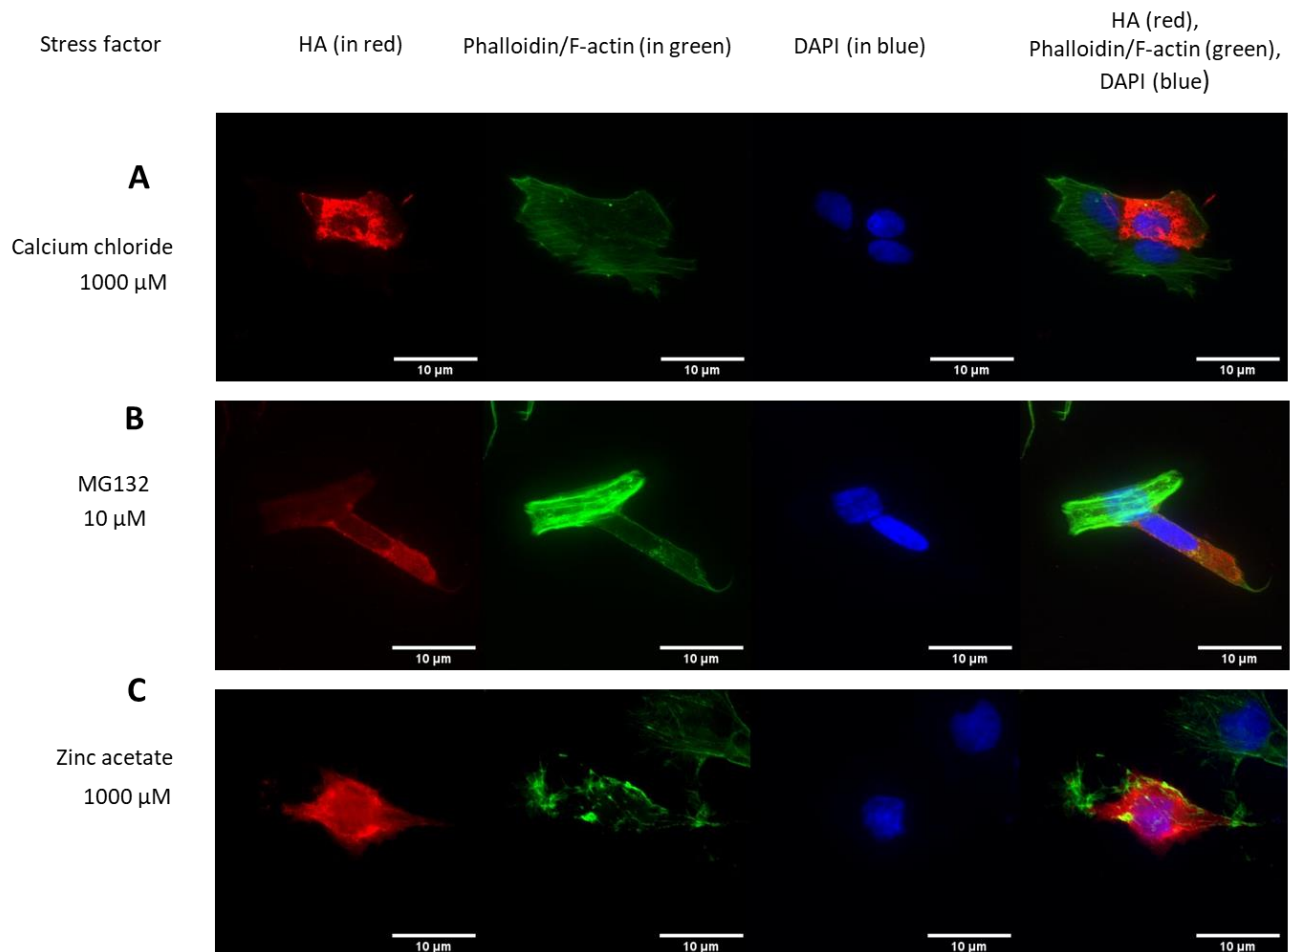 Stress factor
HA (in red)
Phalloidin/F-actin (in green)
DAPI (in blue)
HA (red),
Phalloidin/F-actin (green),
DAPI (blue)
A
Calcium chloride
1000 µM
10 µm
10 µm
10 µm
10 µm
B
MG132
10 µM
10 µm
10 µm
10 µm
10 µm
C
Zinc acetate
1000 µM
10 µm
10 µm
10 µm
10 µm